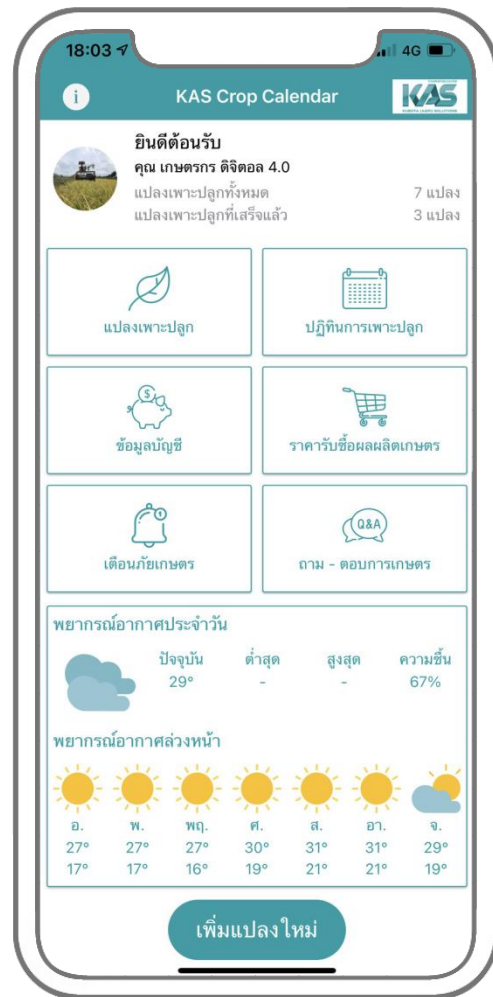 18:03
4G
i
KAS Crop Calendar
KAS
ยินดีต้อนรับ
คุณ เกษตรกร ดิจิตอล 4.0
แปลงเพาะปลูกทั้งหมด 7 แปลง
แปลงเพาะปลูกที่เสร็จแล้ว 3 แปลง
แปลงเพาะปลูก
ปฏิทินการเพาะปลูก
ข้อมูลบัญชี
ราคารับซื้อผลผลิตเกษตร
เตือนภัยเกษตร
Q&A
ถาม - ตอบการเกษตร
พยากรณ์อากาศประจำวัน
ปัจจุบัน ต่ำสุด สูงสุด ความชื้น
29° - - 67%
พยากรณ์อากาศล่วงหน้า
อ. พ. พฤ. ศ. ส. อา. จ.
27° 27° 27° 30° 31° 31° 29°
17° 17° 16° 19° 21° 21° 19°
เพิ่มแปลงใหม่